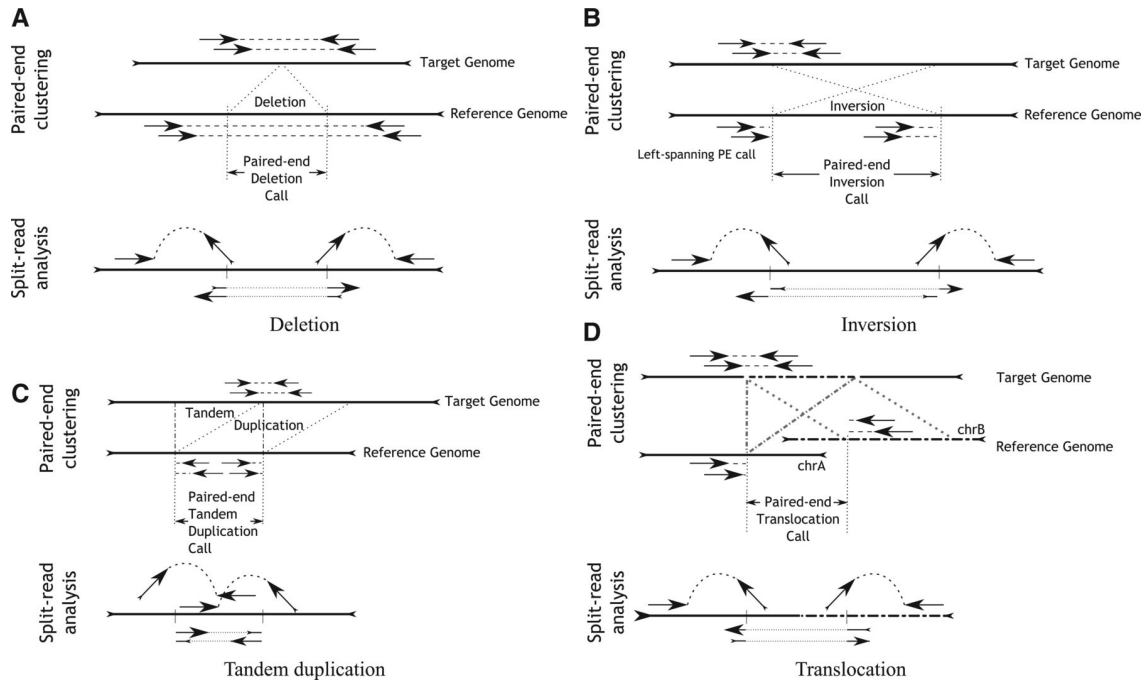 A
Paired-end
clustering
Target Genome
Deletion
Reference Genome
Paired-end
Deletion
Call
Split-read
analysis
Deletion
B
Paired-end
clustering
Target Genome
Inversion
Reference Genome
Left-spanning PE call
Paired-end
Inversion
Call
Split-read
analysis
Inversion
C
Paired-end
clustering
Target Genome
Tandem
Duplication
Reference Genome
Paired-end
Tandem
Duplication
Call
Split-read
analysis
Tandem duplication
D
Paired-end
clustering
Target Genome
chrB
Reference Genome
chrA
Paired-end
Translocation
Call
Split-read
analysis
Translocation